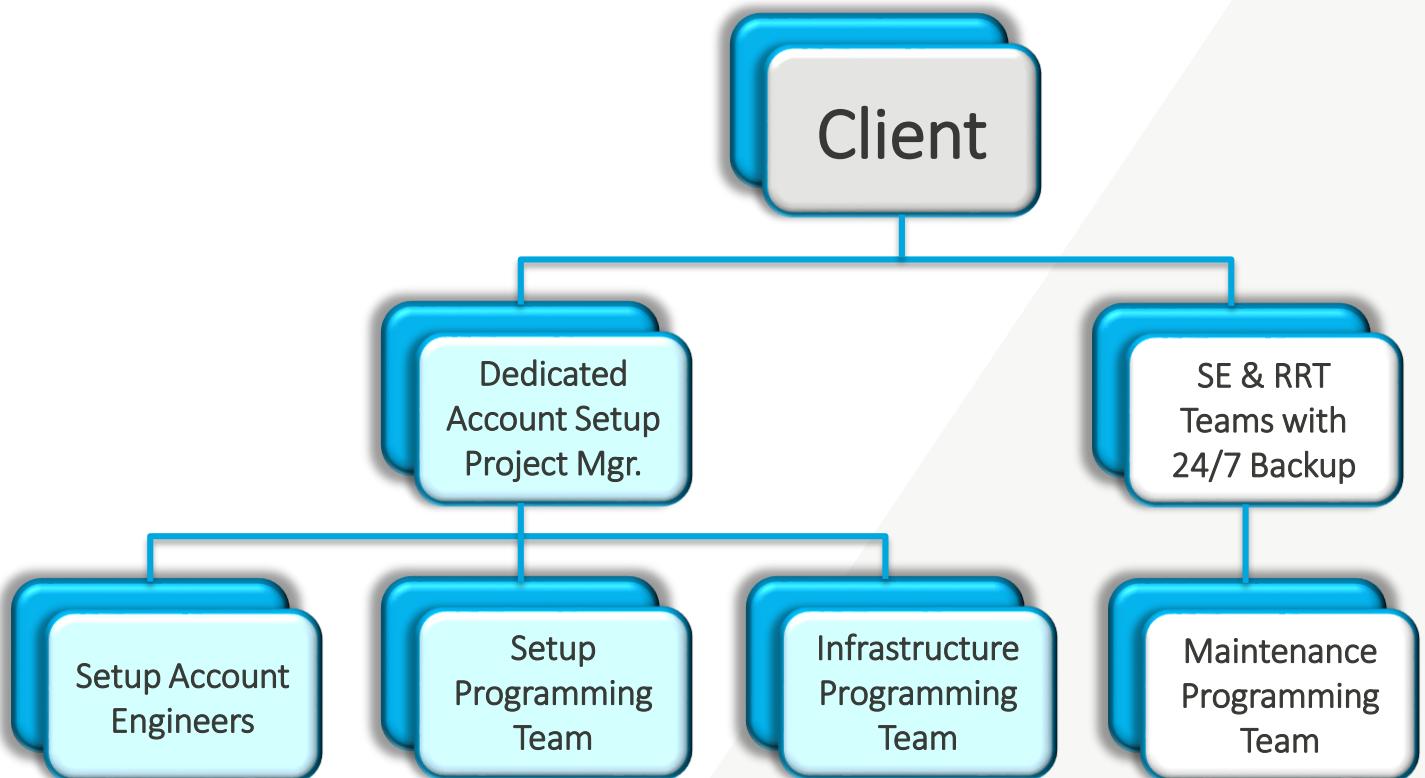 Client
Dedicated
Account Setup
Project Mgr.
SE & RRT
Teams with
24/7 Backup
Setup Account
Engineers
Setup
Programming
Team
Infrastructure
Programming
Team
Maintenance
Programming
Team